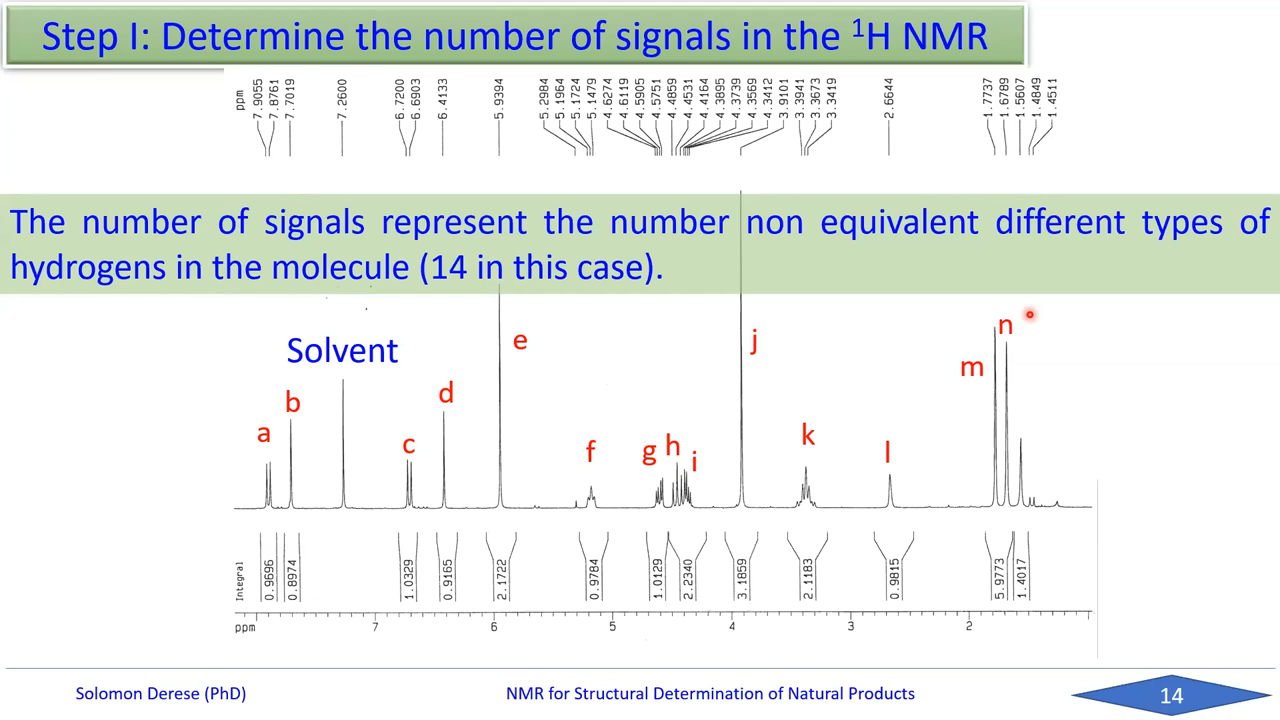 Step I: Determine the number of signals in the ¹H NMR
ppm
7.9055
7.8761
7.7019
7.2600
6.7200
6.6903
6.4133
5.9394
5.2984
5.1964
5.1724
5.1479
4.6274
4.6119
4.5905
4.5751
4.4859
4.4531
4.4164
4.3895
4.3739
4.3569
4.3412
3.9101
3.3941
3.3673
3.3419
2.6644
1.7737
1.6789
1.5607
1.4849
1.4511
The number of signals represent the number non equivalent different types of
hydrogens in the molecule (14 in this case).
Solvent
a
b
c
d
e
f
g
h
i
j
k
l
m
n
Integral
0.9696
0.8974
1.0329
0.9165
2.1722
0.9784
1.0129
2.2340
3.1859
2.1183
0.9815
5.9773
1.4017
ppm 7 6 5 4 3 2
Solomon Derese (PhD) NMR for Structural Determination of Natural Products 14